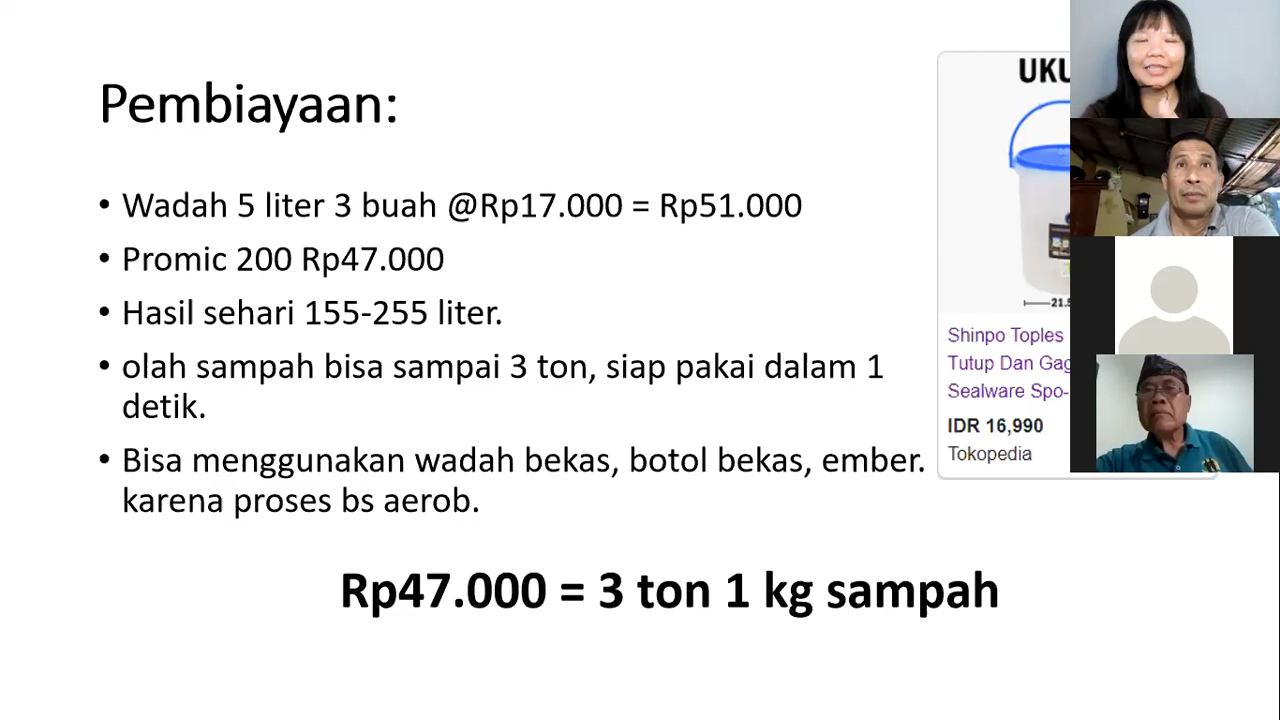 Pembiayaan:
• Wadah 5 liter 3 buah @Rp17.000 = Rp51.000
• Promic 200 Rp47.000
• Hasil sehari 155-255 liter.
• olah sampah bisa sampai 3 ton, siap pakai dalam 1
detik.
• Bisa menggunakan wadah bekas, botol bekas, ember.
karena proses bs aerob.
Rp47.000 = 3 ton 1 kg sampah
UKU
21.5
Shinpo Toples
Tutup Dan Gag
Sealware Spo-
IDR 16,990
Tokopedia